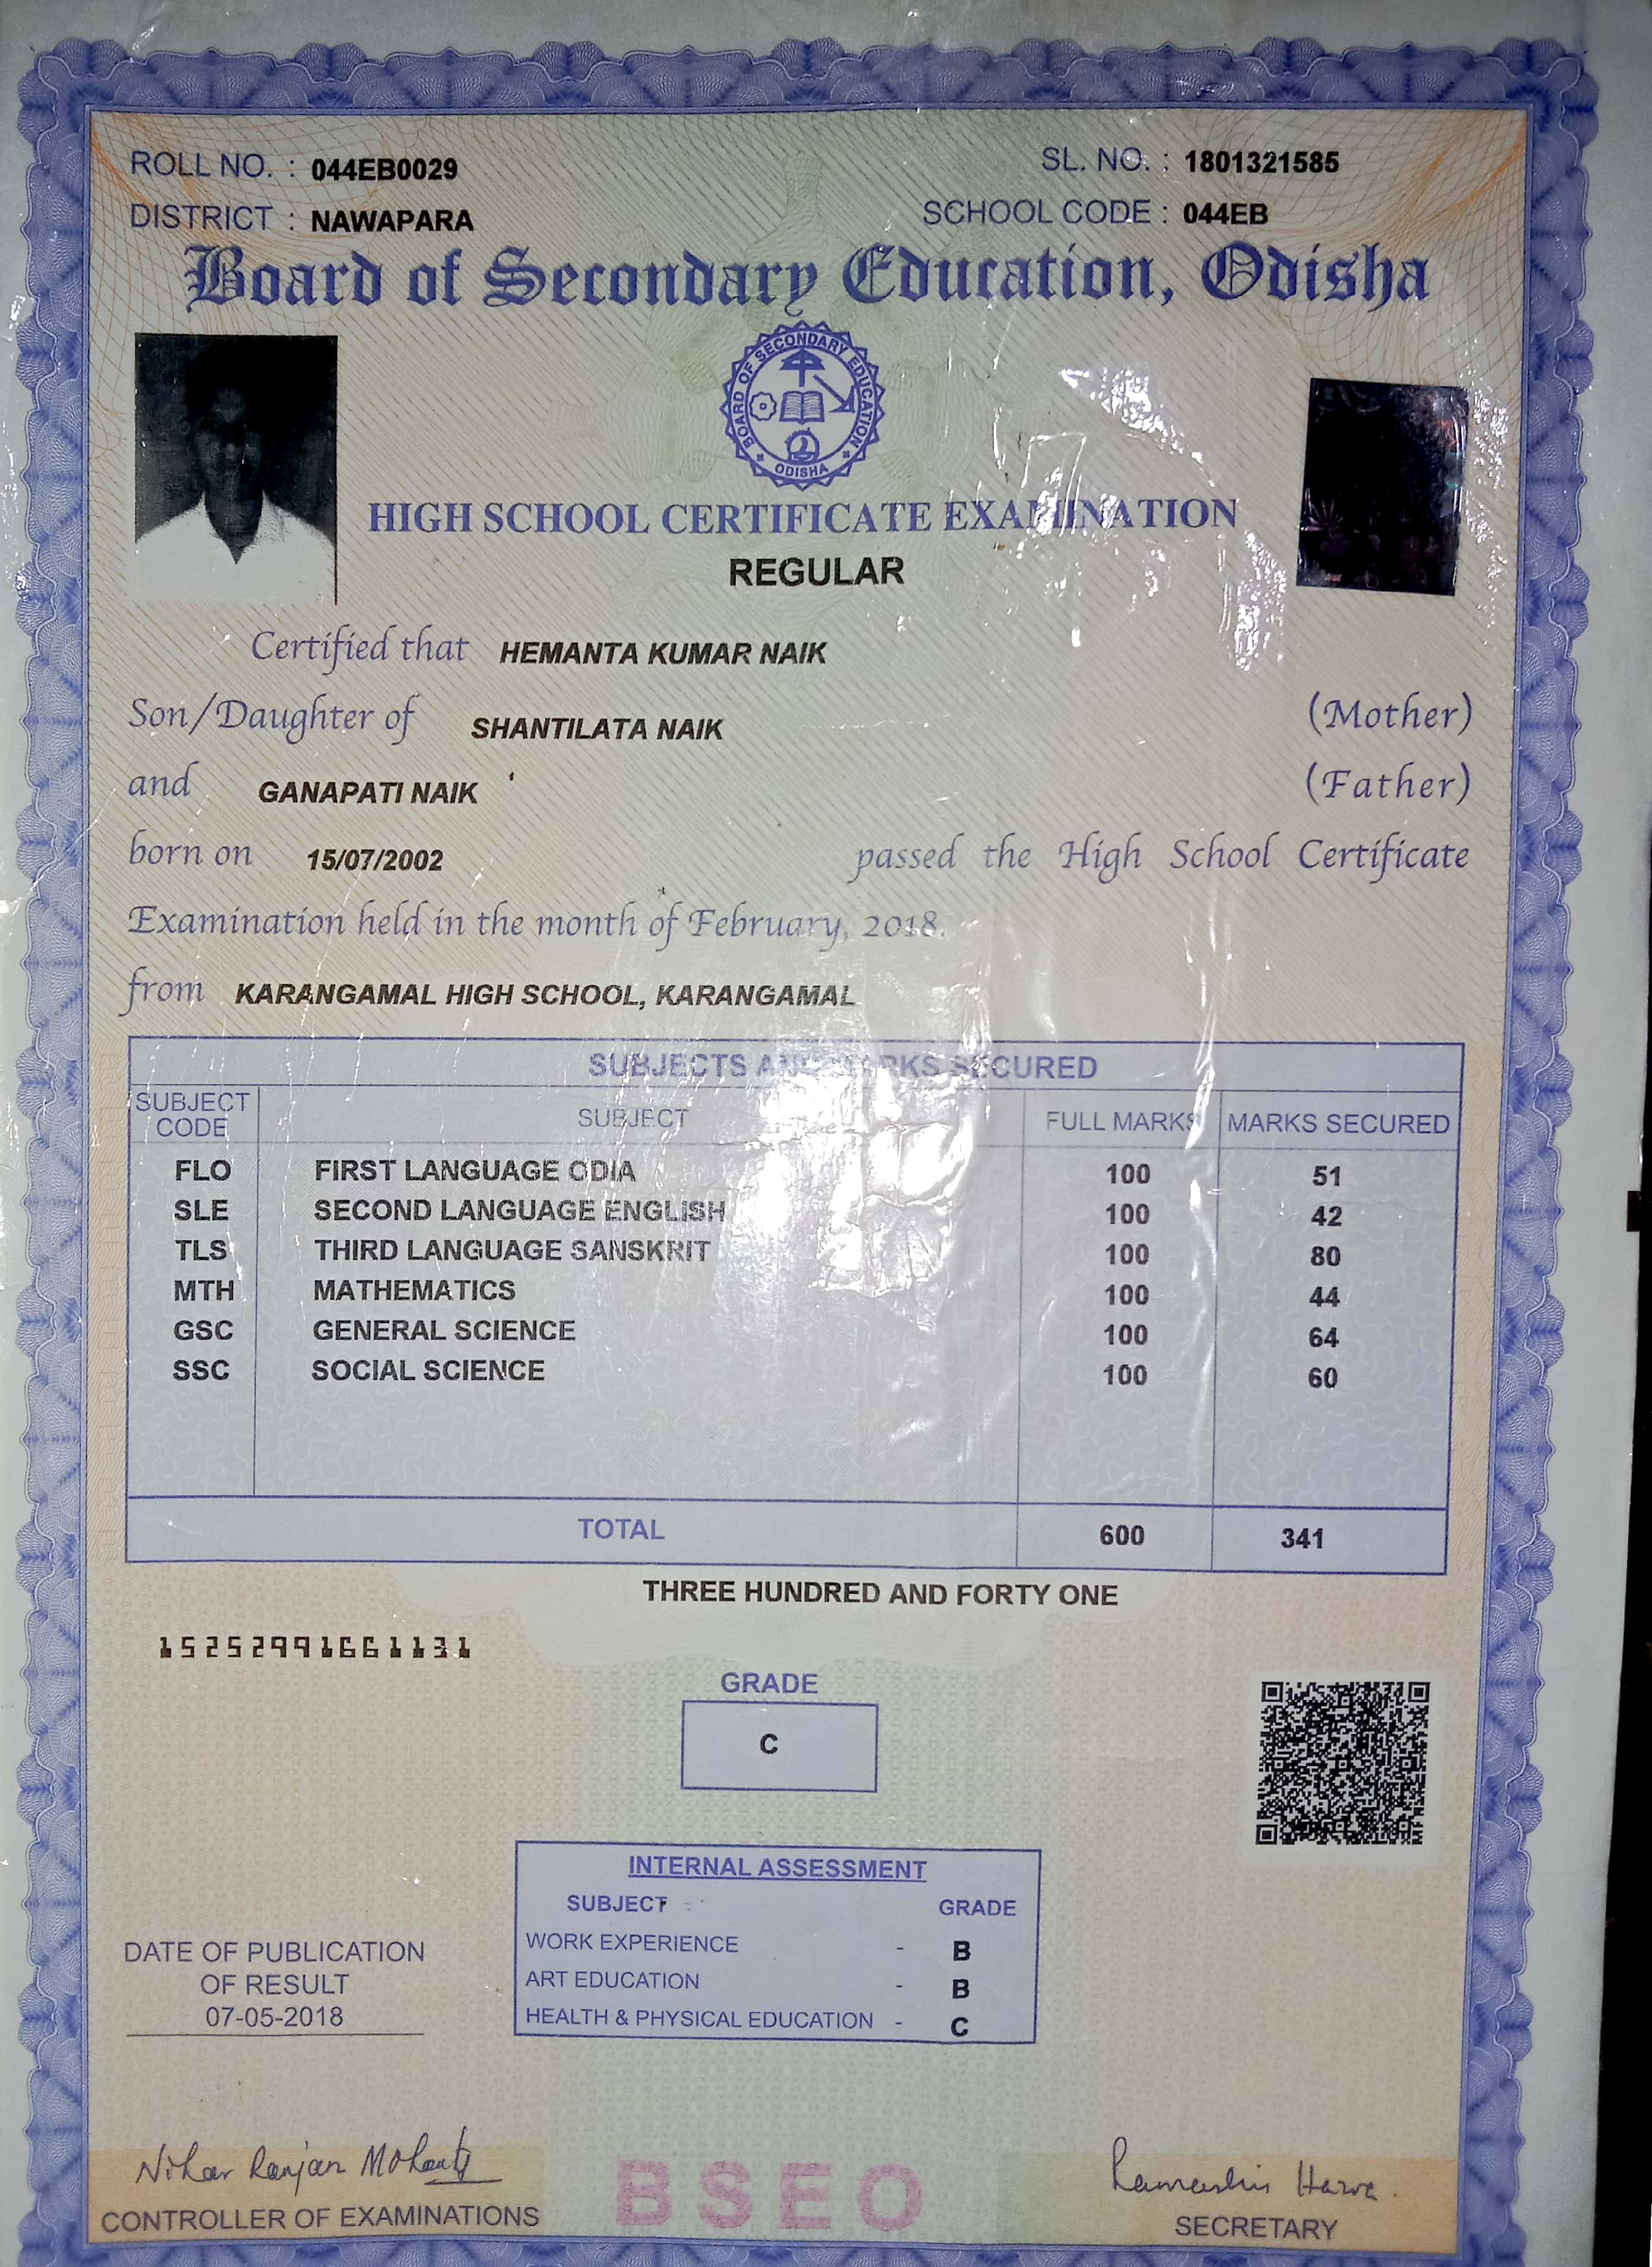 ROLL NO. : 044EB0029
SL. NO. : 1801321585
DISTRICT : NAWAPARA
SCHOOL CODE : 044EB
Board of Secondary Education, Odisha
BOARD OF SECONDARY EDUCATION
ODISHA
HIGH SCHOOL CERTIFICATE EXAMINATION
REGULAR
Certified that HEMANTA KUMAR NAIK
Son/Daughter of SHANTILATA NAIK (Mother)
and GANAPATI NAIK (Father)
born on 15/07/2002 passed the High School Certificate
Examination held in the month of February, 2018.
from KARANGAMAL HIGH SCHOOL, KARANGAMAL
SUBJECTS AND MARKS SECURED
SUBJECT CODE SUBJECT FULL MARKS MARKS SECURED
FLO FIRST LANGUAGE ODIA 100 51
SLE SECOND LANGUAGE ENGLISH 100 42
TLS THIRD LANGUAGE SANSKRIT 100 80
MTH MATHEMATICS 100 44
GSC GENERAL SCIENCE 100 64
SSC SOCIAL SCIENCE 100 60
TOTAL 600 341
THREE HUNDRED AND FORTY ONE
15252991661131
GRADE
C
INTERNAL ASSESSMENT
SUBJECT - GRADE
WORK EXPERIENCE - B
ART EDUCATION - B
HEALTH & PHYSICAL EDUCATION - C
DATE OF PUBLICATION
OF RESULT
07-05-2018
Nihar Ranjan Mohanty
CONTROLLER OF EXAMINATIONS
BSEO
SECRETARY